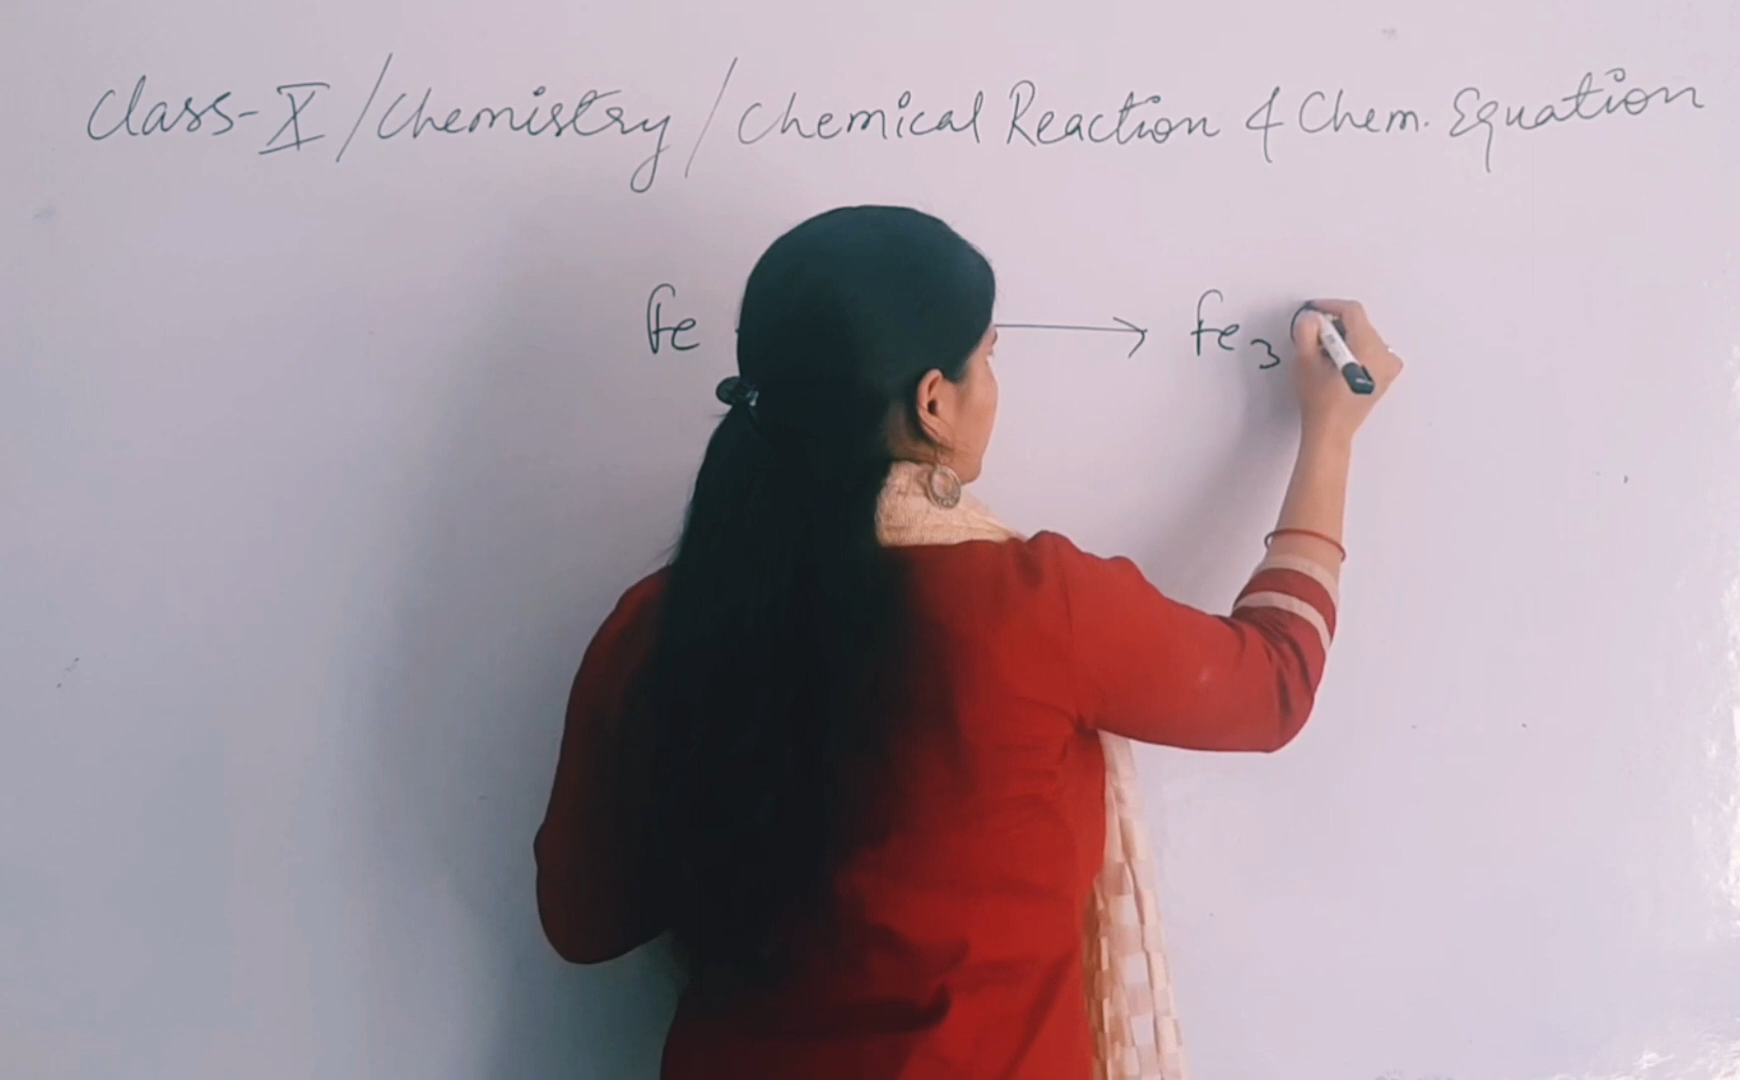 Class-X / Chemistry / Chemical Reaction & Chem. Equation
Fe → Fe3